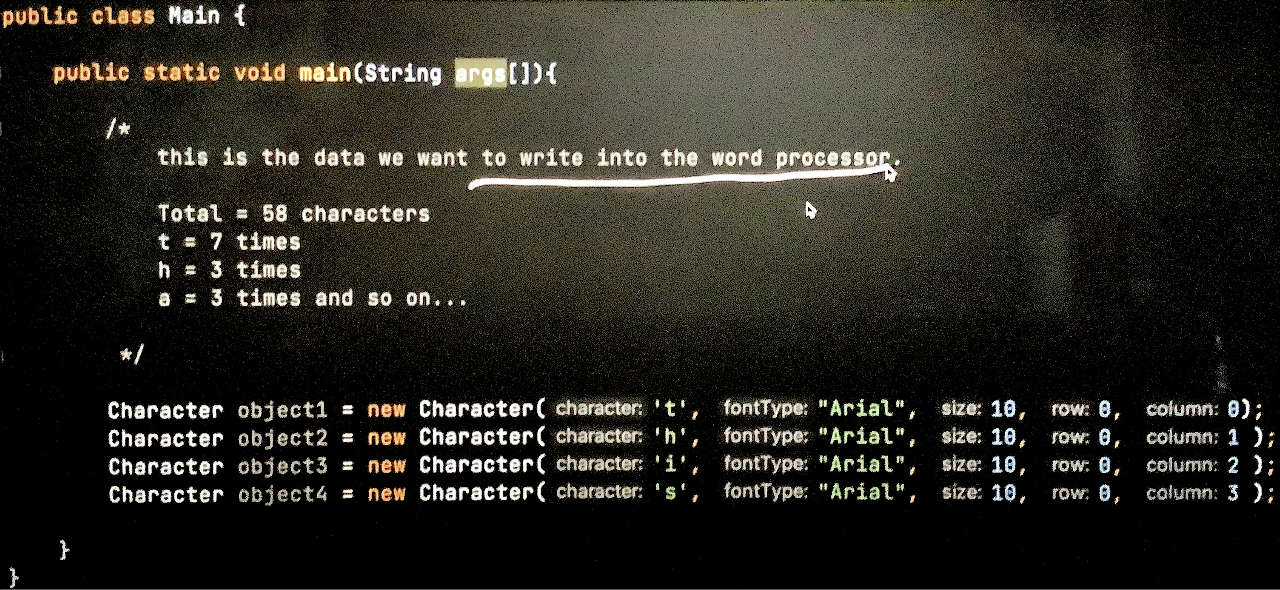 public class Main {
public static void main(String args[]){
/*
this is the data we want to write into the word processor.
Total = 58 characters
t = 7 times
h = 3 times
a = 3 times and so on...
*/
Character object1 = new Character( character: 't', fontType: "Arial", size: 10, row: 0, column: 0);
Character object2 = new Character( character: 'h', fontType: "Arial", size: 10, row: 0, column: 1 );
Character object3 = new Character( character: 'i', fontType: "Arial", size: 10, row: 0, column: 2 );
Character object4 = new Character( character: 's', fontType: "Arial", size: 10, row: 0, column: 3 );
}
}